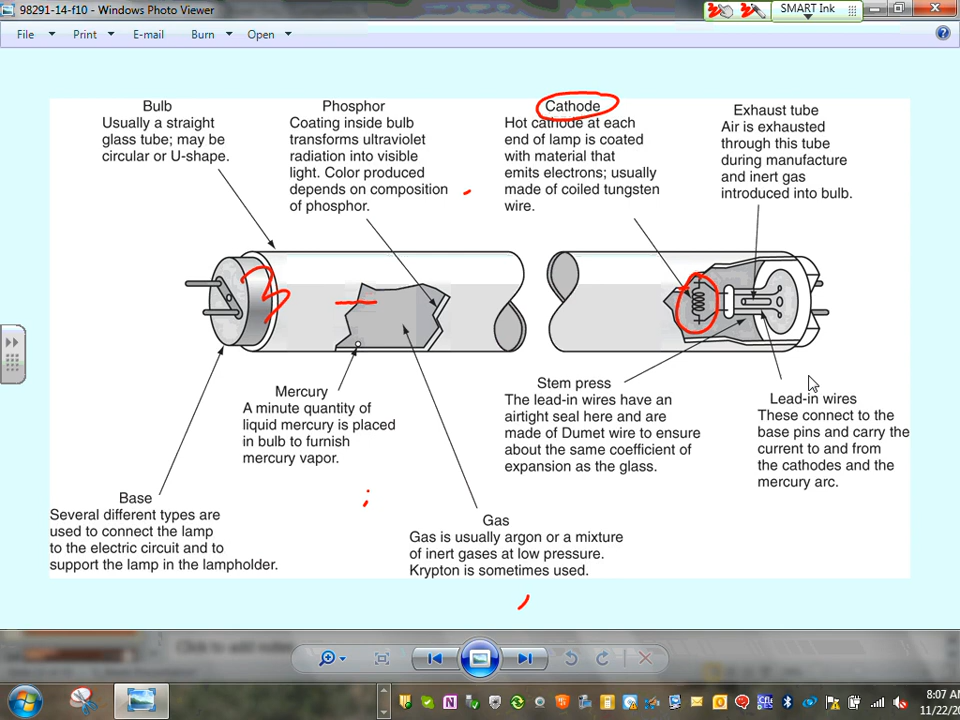 98291-14-f10 - Windows Photo Viewer
SMART Ink
File Print E-mail Burn Open
Bulb
Usually a straight
glass tube; may be
circular or U-shape.
Phosphor
Coating inside bulb
transforms ultraviolet
radiation into visible
light. Color produced
depends on composition
of phosphor.
Cathode
Hot cathode at each
end of lamp is coated
with material that
emits electrons; usually
made of coiled tungsten
wire.
Exhaust tube
Air is exhausted
through this tube
during manufacture
and inert gas
introduced into bulb.
Mercury
A minute quantity of
liquid mercury is placed
in bulb to furnish
mercury vapor.
Stem press
The lead-in wires have an
airtight seal here and are
made of Dumet wire to ensure
about the same coefficient of
expansion as the glass.
Lead-in wires
These connect to the
base pins and carry the
current to and from
the cathodes and the
mercury arc.
Base
Several different types are
used to connect the lamp
to the electric circuit and to
support the lamp in the lampholder.
Gas
Gas is usually argon or a mixture
of inert gases at low pressure.
Krypton is sometimes used.
Click to add notes
8:07 AM
11/22/20